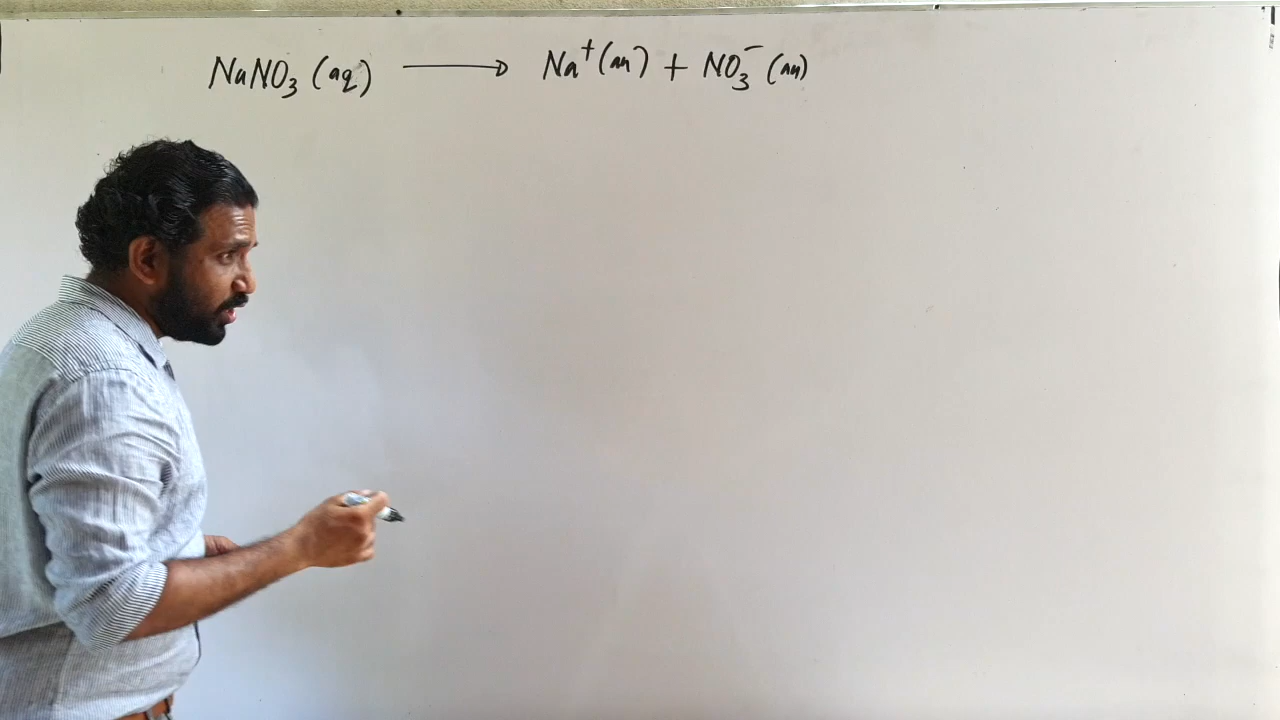 NaNO₃ (aq) ⟶ Na⁺ (aq) + NO₃⁻ (aq)